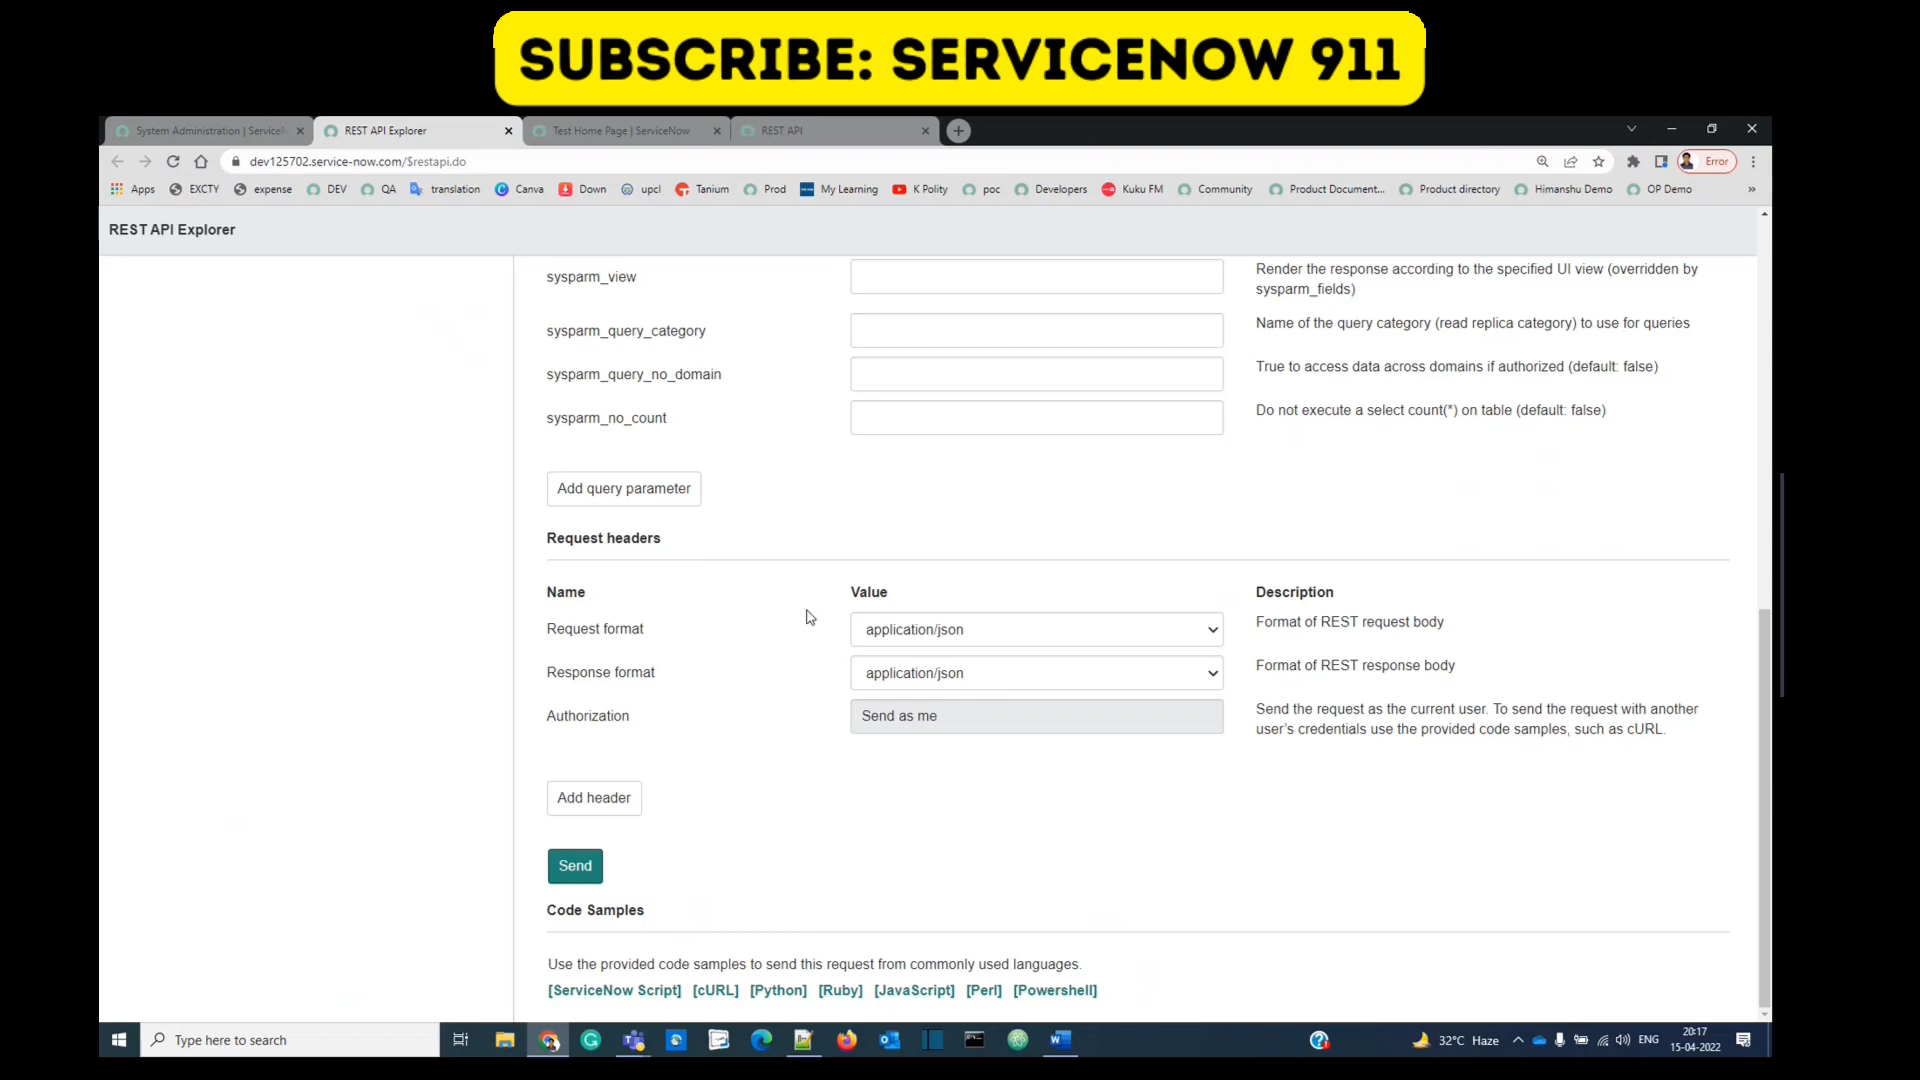 SUBSCRIBE: SERVICENOW 911
System Administration | ServiceN
REST API Explorer
Test Home Page | ServiceNow
REST API
dev125702.service-now.com/$restapi.do
Error
Apps
EXCTY
expense
DEV
QA
translation
Canva
Down
upcl
Tanium
Prod
My Learning
K Polity
poc
Developers
Kuku FM
Community
Product Document...
Product directory
Himanshu Demo
OP Demo
»
REST API Explorer
sysparm_view
Render the response according to the specified UI view (overridden by
sysparm_fields)
sysparm_query_category
Name of the query category (read replica category) to use for queries
sysparm_query_no_domain
True to access data across domains if authorized (default: false)
sysparm_no_count
Do not execute a select count(*) on table (default: false)
Add query parameter
Request headers
Name
Value
Description
Request format
application/json
Format of REST request body
Response format
application/json
Format of REST response body
Authorization
Send as me
Send the request as the current user. To send the request with another
user's credentials use the provided code samples, such as cURL.
Add header
Send
Code Samples
Use the provided code samples to send this request from commonly used languages.
[ServiceNow Script] [cURL] [Python] [Ruby] [JavaScript] [Perl] [Powershell]
Type here to search
32°C Haze
ENG
20:17
15-04-2022